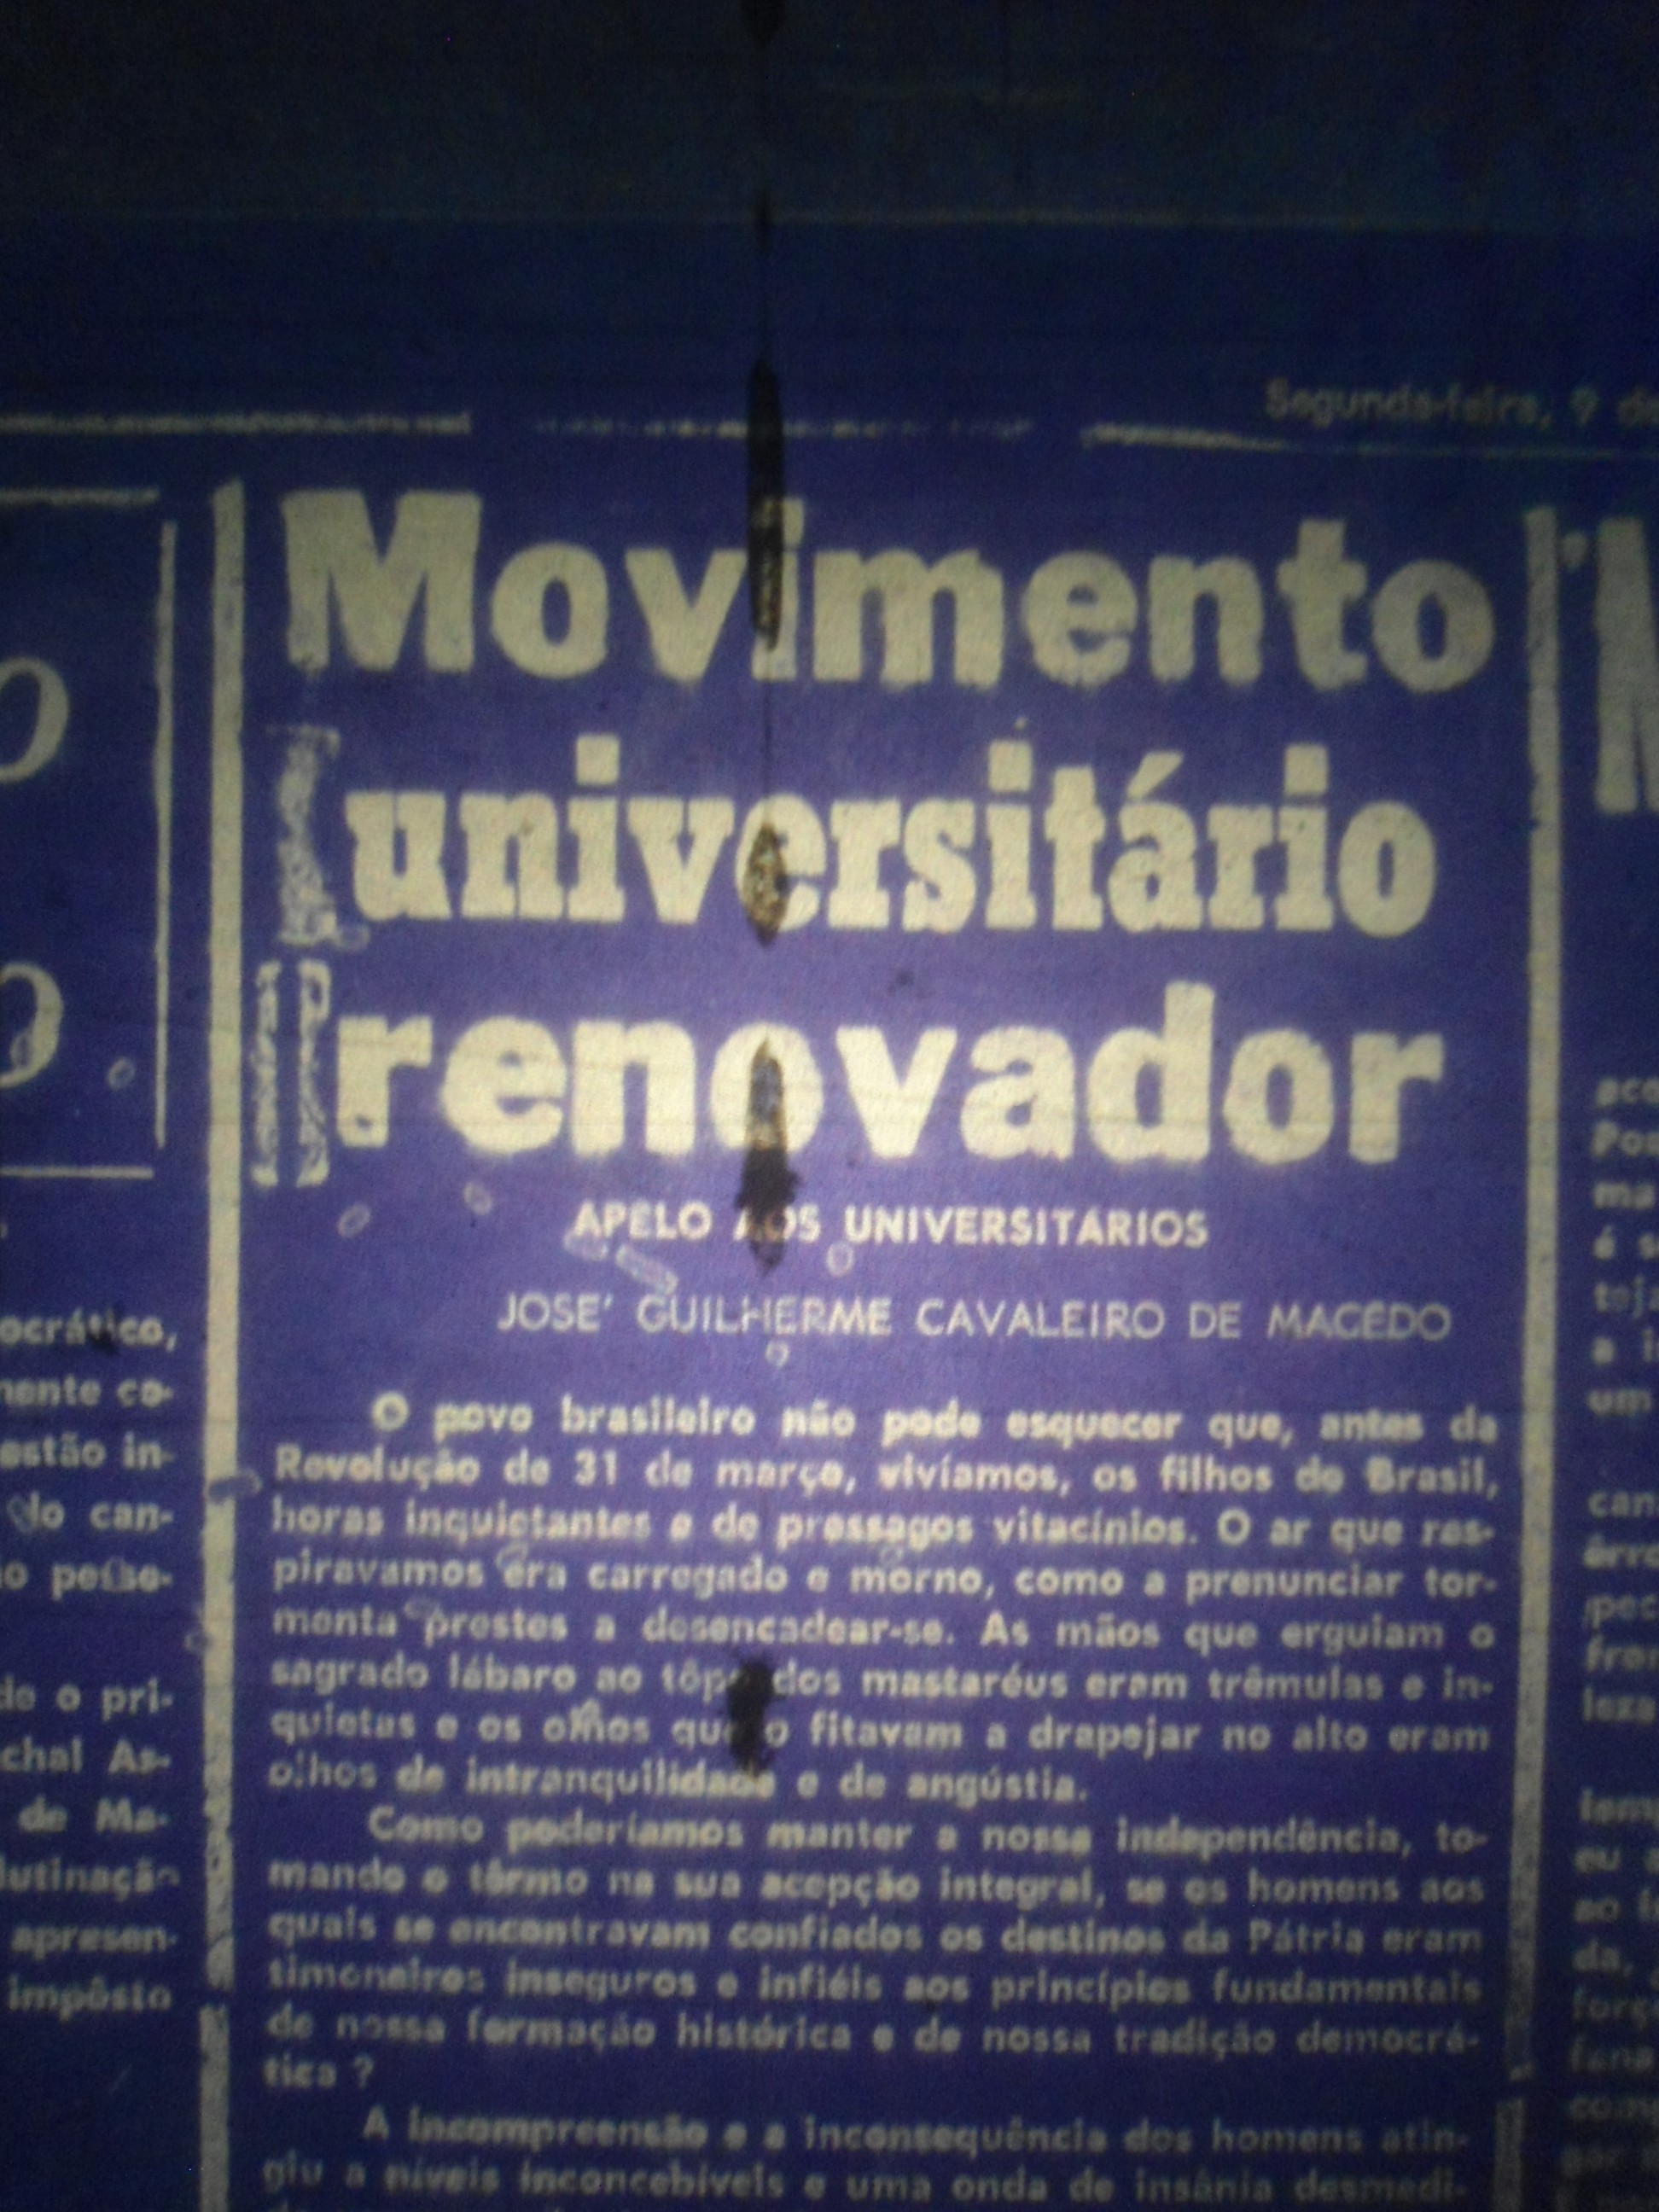 Segunda-feira, 9 de
Movimento
universitário
renovador
APELO AOS UNIVERSITARIOS
JOSE' GUILHERME CAVALEIRO DE MACEDO
O povo brasileiro não pode esquecer que, antes da
Revolução de 31 de março, vivíamos, os filhos do Brasil,
horas inquietantes e de pressagos vitacínios. O ar que res-
piravamos era carregado e morno, como a prenunciar tor-
menta prestes a desencadear-se. As mãos que erguiam o
sagrado lábaro ao tôpo dos mastaréus eram trêmulas e in-
quietas e os olhos que o fitavam a drapejar no alto eram
olhos de intranquilidade e de angústia.
Como poderíamos manter a nossa independência, to-
mando o têrmo na sua acepção integral, se os homens aos
quais se encontravam confiados os destinos da Pátria eram
timoneiros inseguros e infiéis aos princípios fundamentais
de nossa formação histórica e de nossa tradição democrá-
tica ?
A incompreensão e a inconsequência dos homens atin-
giu a níveis inconcebíveis e uma onda de insânia desmedi-
ocrático,
mente co-
estão in-
do can-
de o pri-
chal As-
de Ma-
lutinação
apresen-
impôsto